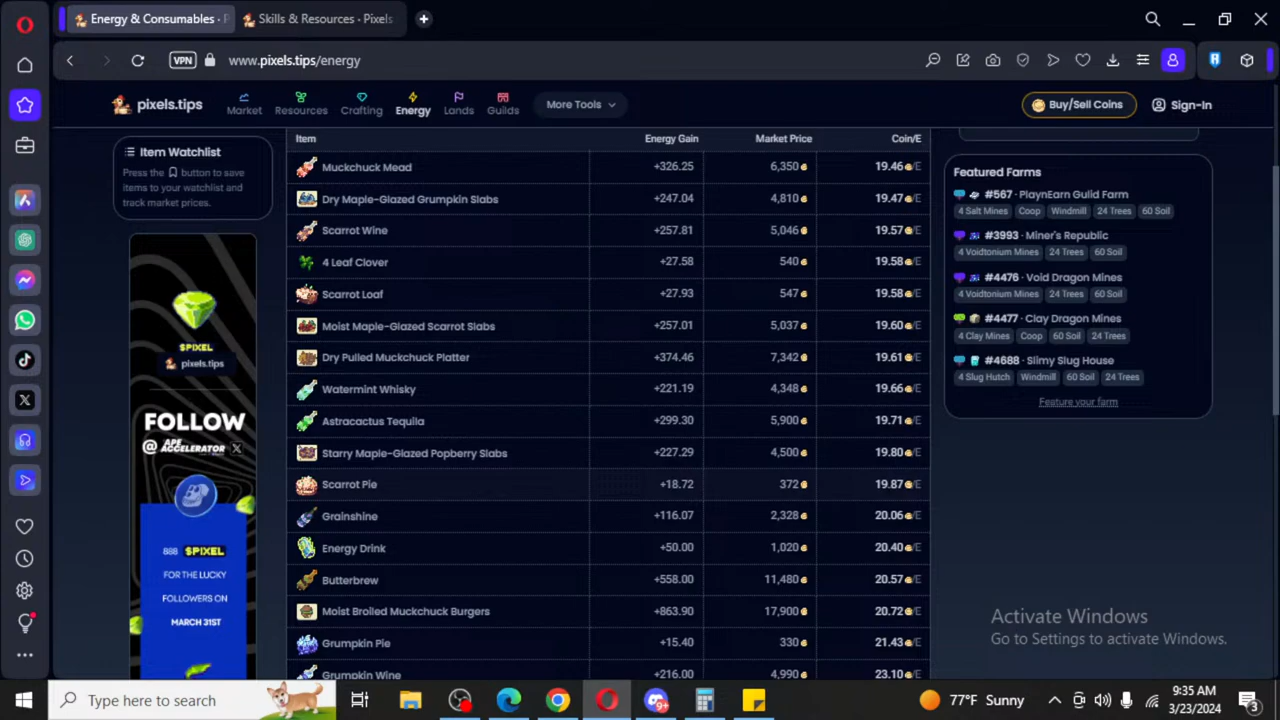 Energy & Consumables · P
Skills & Resources · Pixels
VPN
www.pixels.tips/energy
pixels.tips
Market
Resources
Crafting
Energy
Lands
Guilds
More Tools
Buy/Sell Coins
Sign-In
Item Watchlist
Press the button to save
items to your watchlist and
track market prices.
$PIXEL
pixels.tips
FOLLOW
@ APE ACCELERATOR X
888 $PIXEL
FOR THE LUCKY
FOLLOWERS ON
MARCH 31ST
Item Energy Gain Market Price Coin/E
Muckchuck Mead +326.25 6,350 19.46/E
Dry Maple-Glazed Grumpkin Slabs +247.04 4,810 19.47/E
Scarrot Wine +257.81 5,046 19.57/E
4 Leaf Clover +27.58 540 19.58/E
Scarrot Loaf +27.93 547 19.58/E
Moist Maple-Glazed Scarrot Slabs +257.01 5,037 19.60/E
Dry Pulled Muckchuck Platter +374.46 7,342 19.61/E
Watermint Whisky +221.19 4,348 19.66/E
Astracactus Tequila +299.30 5,900 19.71/E
Starry Maple-Glazed Popberry Slabs +227.29 4,500 19.80/E
Scarrot Pie +18.72 372 19.87/E
Grainshine +116.07 2,328 20.06/E
Energy Drink +50.00 1,020 20.40/E
Butterbrew +558.00 11,480 20.57/E
Moist Broiled Muckchuck Burgers +863.90 17,900 20.72/E
Grumpkin Pie +15.40 330 21.43/E
Grumpkin Wine +216.00 4,990 23.10/E
Featured Farms
#567 · PlaynEarn Guild Farm
4 Salt Mines Coop Windmill 24 Trees 60 Soil
#3993 · Miner's Republic
4 Voidtonium Mines 24 Trees 60 Soil
#4476 · Void Dragon Mines
4 Voidtonium Mines 24 Trees 60 Soil
#4477 · Clay Dragon Mines
4 Clay Mines Coop 60 Soil 24 Trees
#4688 · Slimy Slug House
4 Slug Hutch Windmill 60 Soil 24 Trees
Feature your farm
Activate Windows
Go to Settings to activate Windows.
Type here to search
9+
77°F Sunny
9:35 AM
3/23/2024
3